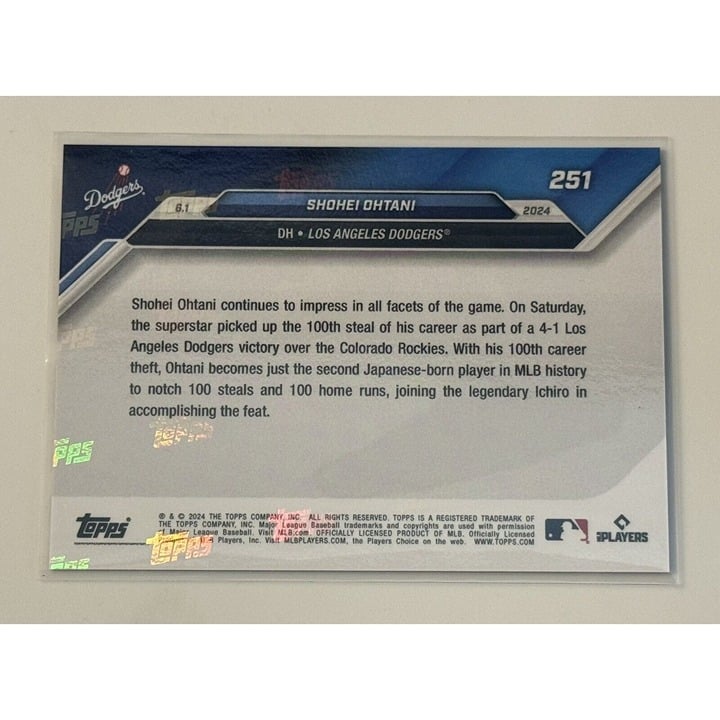 Dodgers
251
6.1
SHOHEI OHTANI
2024
DH • LOS ANGELES DODGERS®
Shohei Ohtani continues to impress in all facets of the game. On Saturday,
the superstar picked up the 100th steal of his career as part of a 4-1 Los
Angeles Dodgers victory over the Colorado Rockies. With his 100th career
theft, Ohtani becomes just the second Japanese-born player in MLB history
to notch 100 steals and 100 home runs, joining the legendary Ichiro in
accomplishing the feat.
TOPPS
TOPPS
® & © 2024 THE TOPPS COMPANY, INC. ALL RIGHTS RESERVED. TOPPS IS A REGISTERED TRADEMARK OF
THE TOPPS COMPANY, INC. Major League Baseball trademarks and copyrights are used with permission
of Major League Baseball. Visit MLB.com. OFFICIALLY LICENSED PRODUCT OF MLB. Officially Licensed
Players, Inc. Visit MLBPLAYERS.COM, the Players Choice on the web. WWW.TOPPS.COM
Topps
PLAYERS